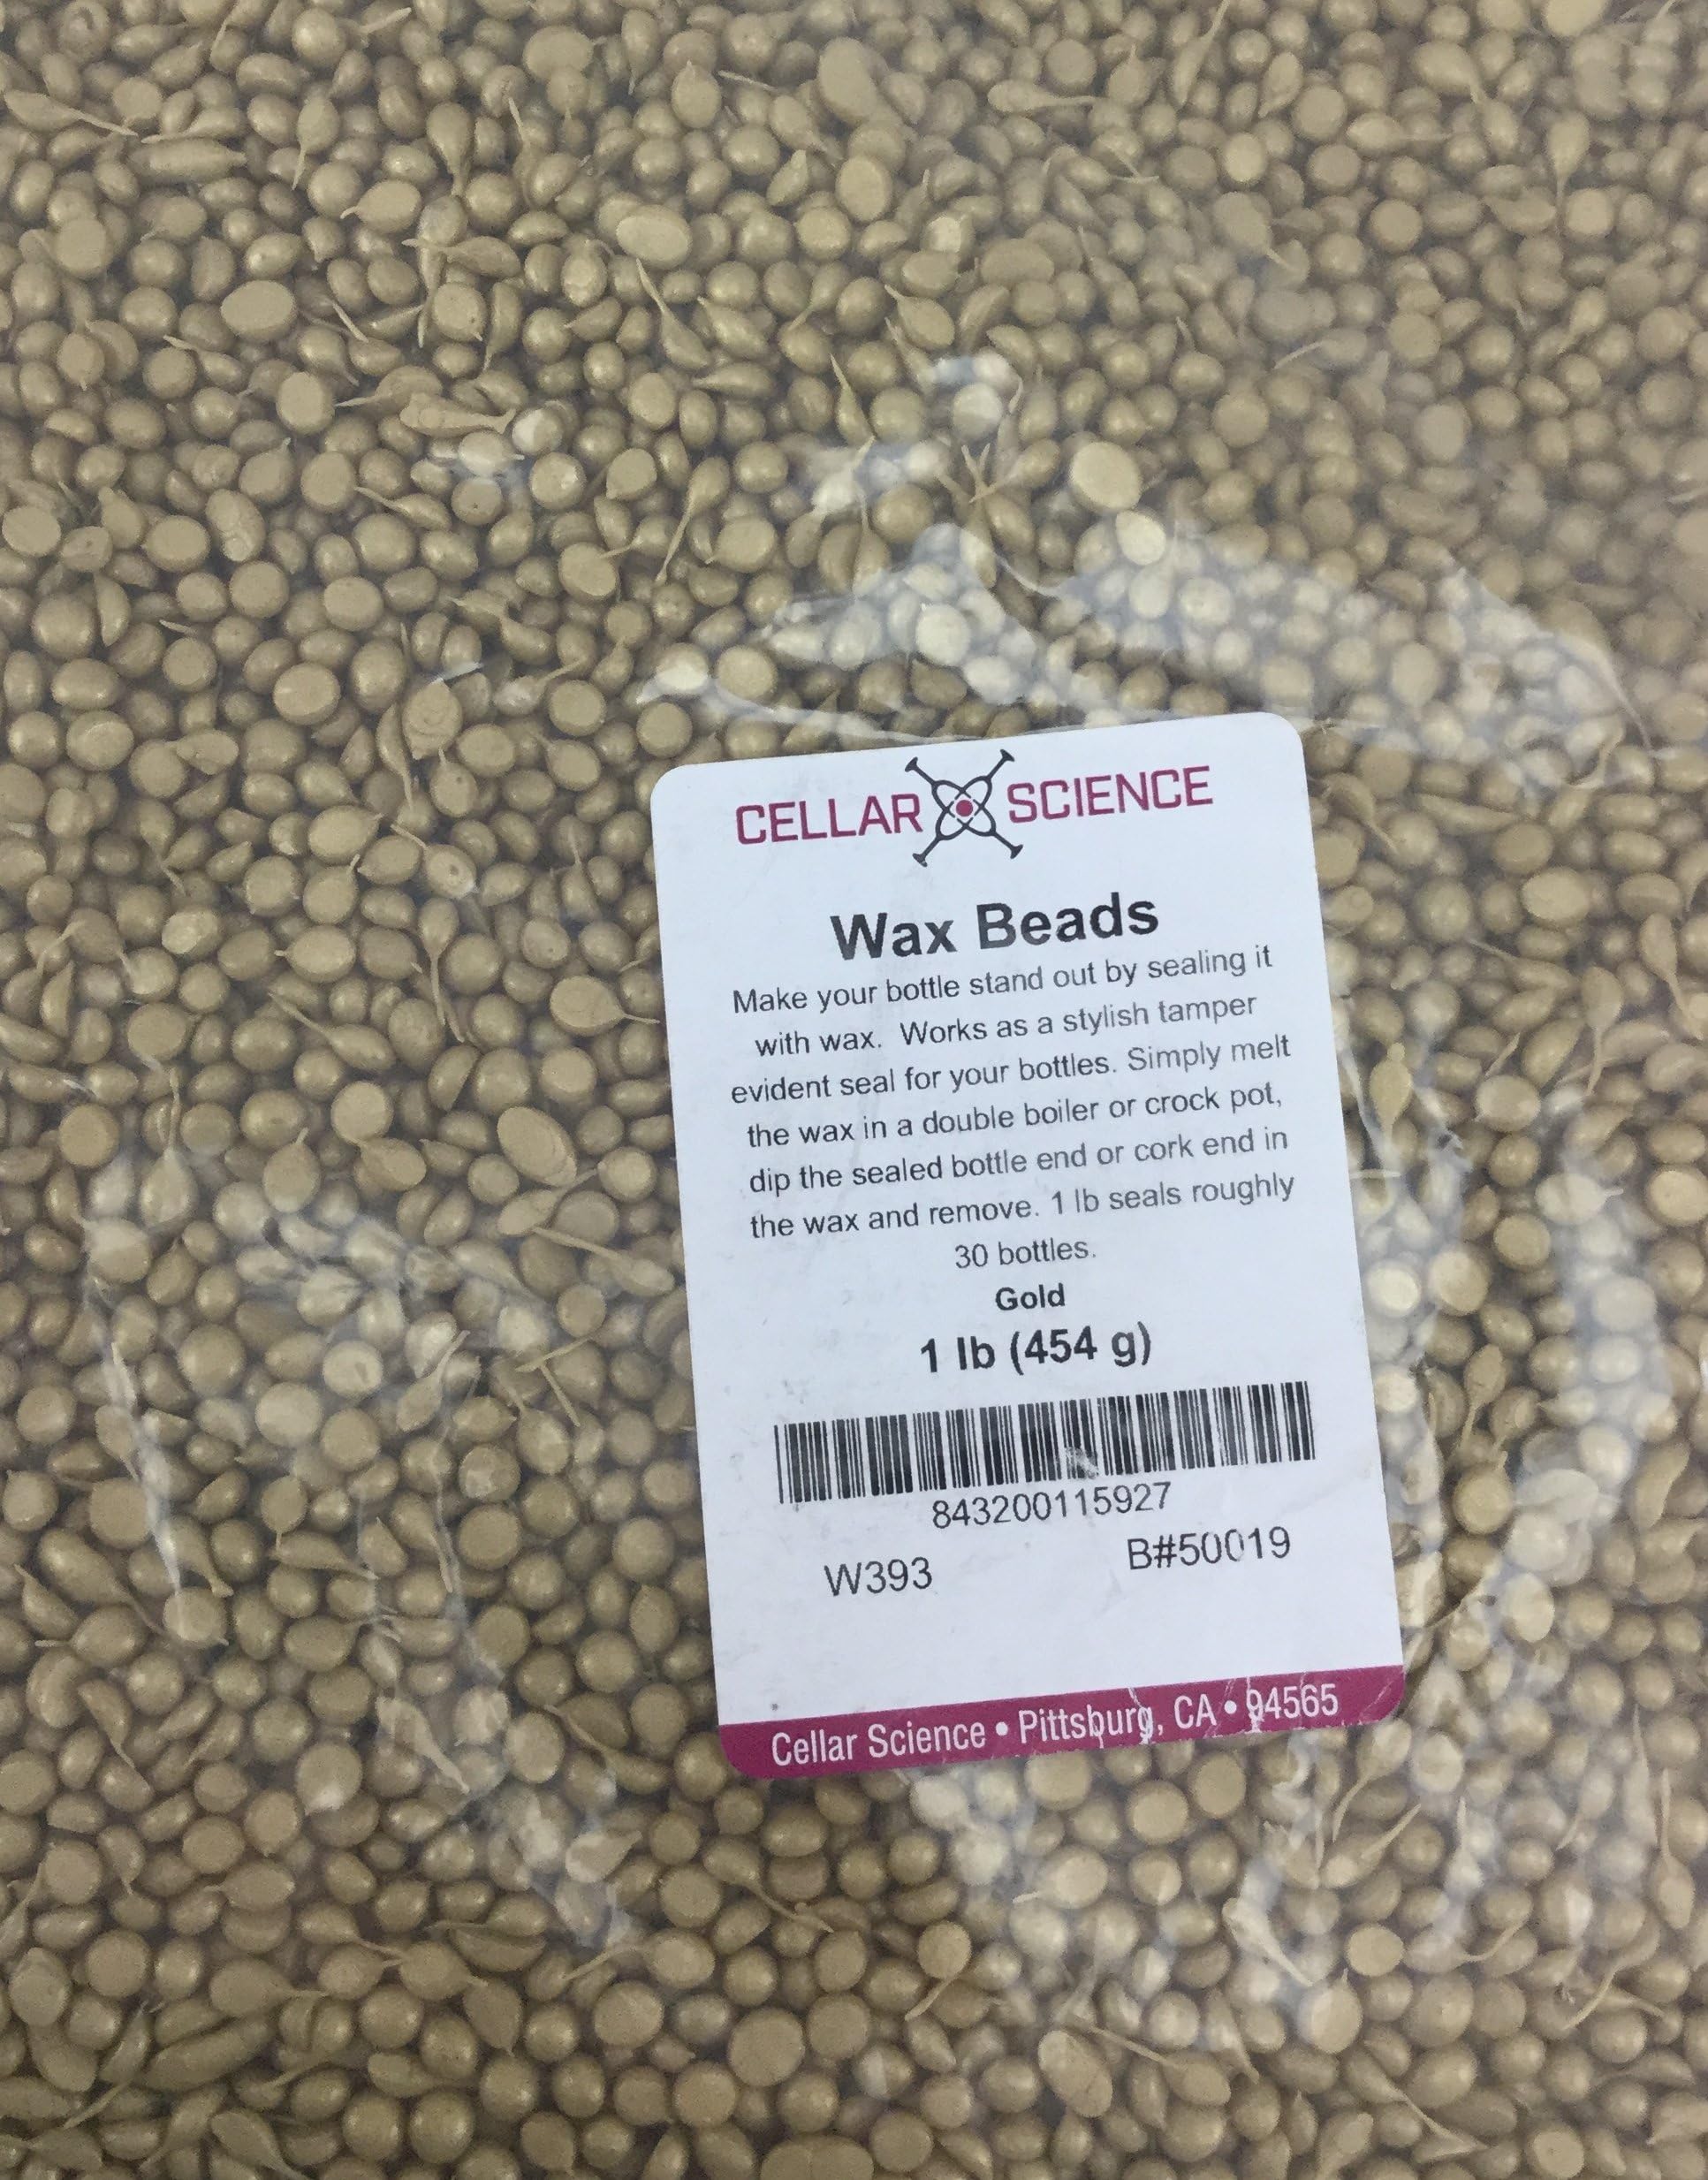 CELLAR SCIENCE
Wax Beads
Make your bottle stand out by sealing it
with wax. Works as a stylish tamper
evident seal for your bottles. Simply melt
the wax in a double boiler or crock pot,
dip the sealed bottle end or cork end in
the wax and remove. 1 lb seals roughly
30 bottles.
Gold
1 lb (454 g)
843200115927
W393 B#50019
Cellar Science • Pittsburg, CA • 94565